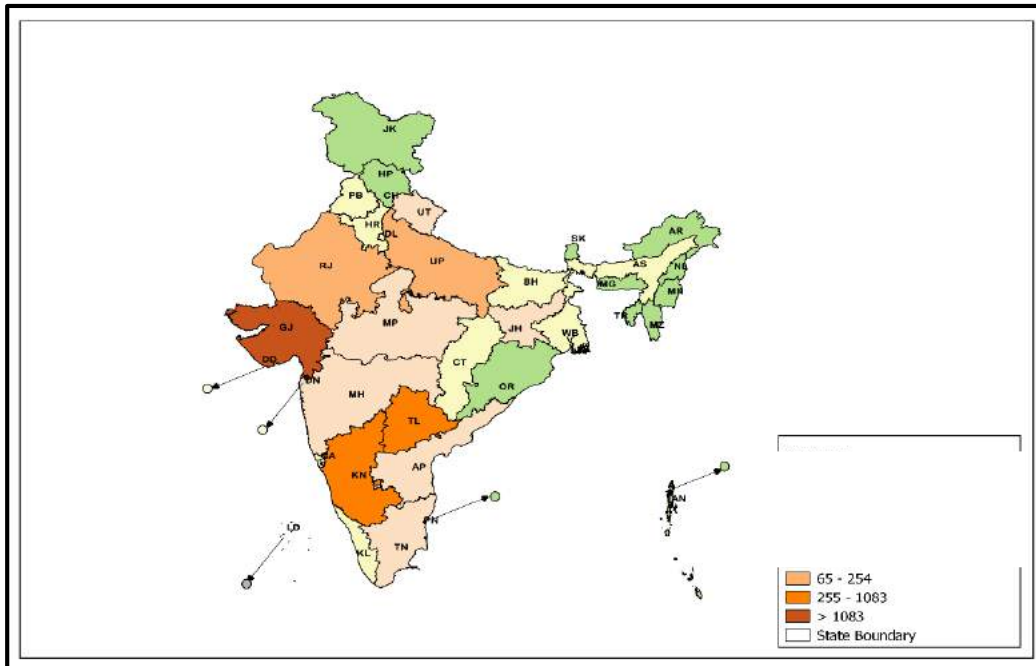 JK
HP
CH
PB
UT
HR
DL
AR
SK
RJ
UP
AS
NL
BH
MG
MN
GJ
MP
JH
WB
TR
MZ
DD
CT
DN
MH
OR
TL
GA
KN
AP
AN
PN
LD
KL
TN
65 - 254
255 - 1083
> 1083
State Boundary